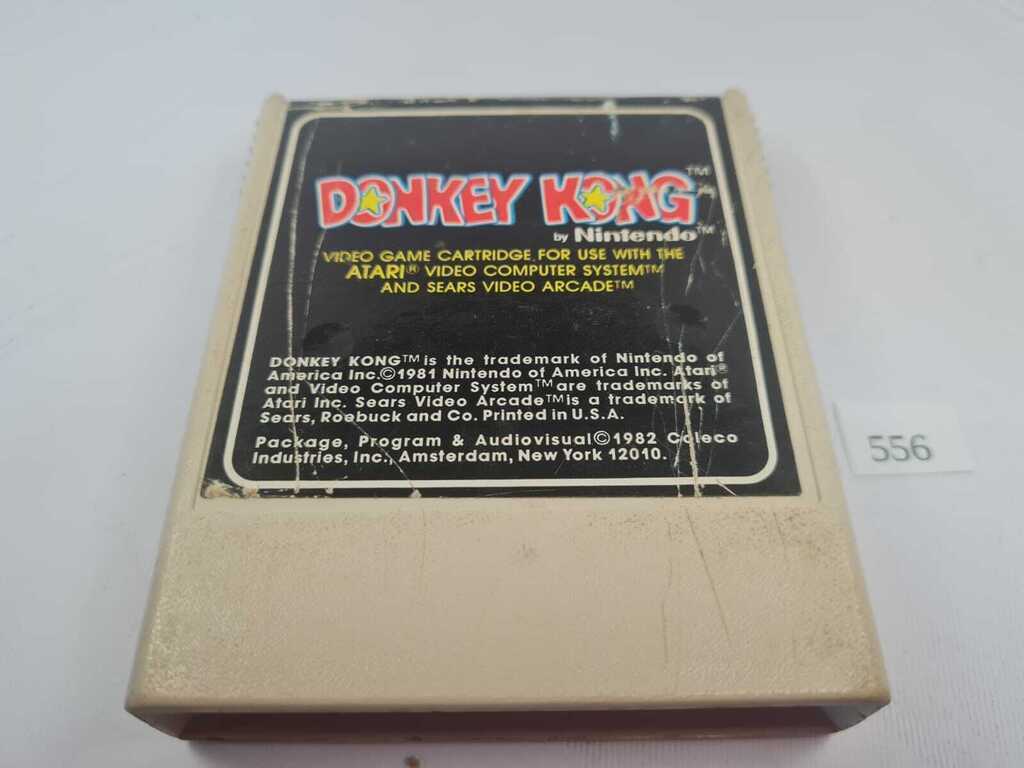 DONKEY KONG™
by Nintendo™
VIDEO GAME CARTRIDGE FOR USE WITH THE
ATARI® VIDEO COMPUTER SYSTEM™
AND SEARS VIDEO ARCADE™
DONKEY KONG™ is the trademark of Nintendo of
America Inc.©1981 Nintendo of America Inc. Atari®
and Video Computer System™ are trademarks of
Atari Inc. Sears Video Arcade™ is a trademark of
Sears, Roebuck and Co. Printed in U.S.A.
Package, Program & Audiovisual©1982 Coleco
Industries, Inc., Amsterdam, New York 12010.
556